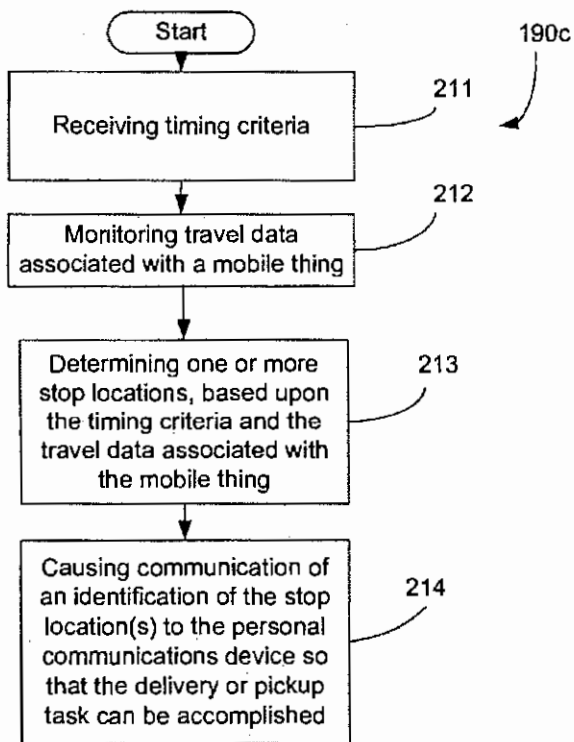 Start
190c
Receiving timing criteria
211
212
Monitoring travel data
associated with a mobile thing
Determining one or more
stop locations, based upon
the timing criteria and the
travel data associated with
the mobile thing
213
Causing communication of
an identification of the stop
location(s) to the personal
communications device so
that the delivery or pickup
task can be accomplished
214